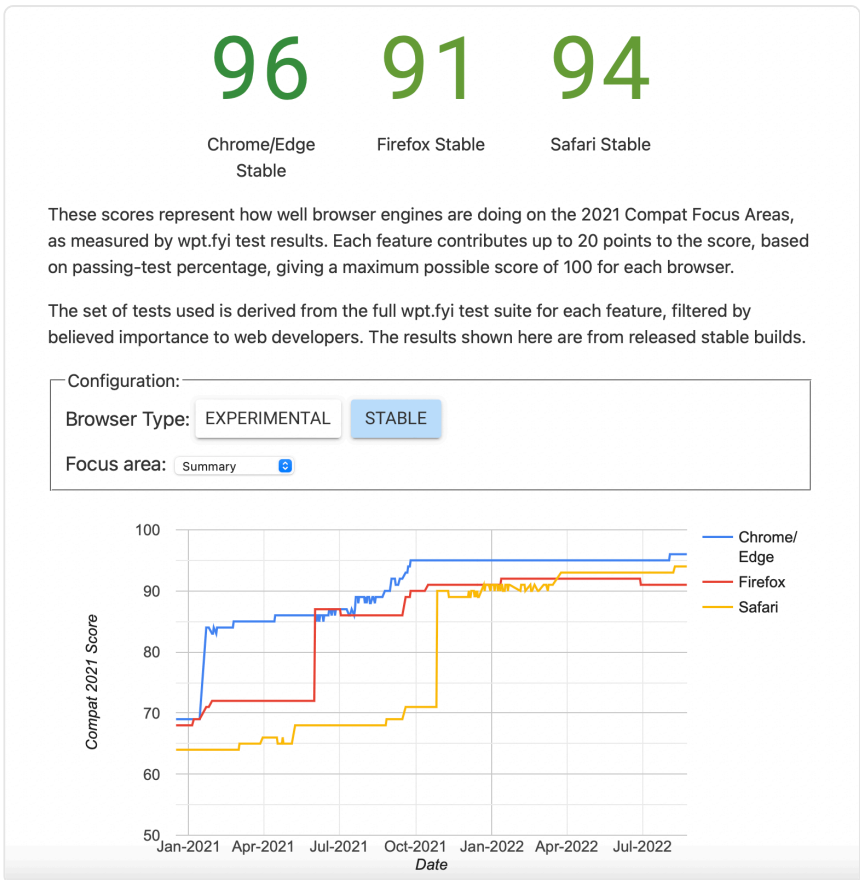 96 91 94
Chrome/Edge Stable Firefox Stable Safari Stable
These scores represent how well browser engines are doing on the 2021 Compat Focus Areas,
as measured by wpt.fyi test results. Each feature contributes up to 20 points to the score, based
on passing-test percentage, giving a maximum possible score of 100 for each browser.
The set of tests used is derived from the full wpt.fyi test suite for each feature, filtered by
believed importance to web developers. The results shown here are from released stable builds.
Configuration:
Browser Type: EXPERIMENTAL STABLE
Focus area: Summary
Compat 2021 Score
100
90
80
70
60
50
Jan-2021 Apr-2021 Jul-2021 Oct-2021 Jan-2022 Apr-2022 Jul-2022
Date
Chrome/
Edge
Firefox
Safari